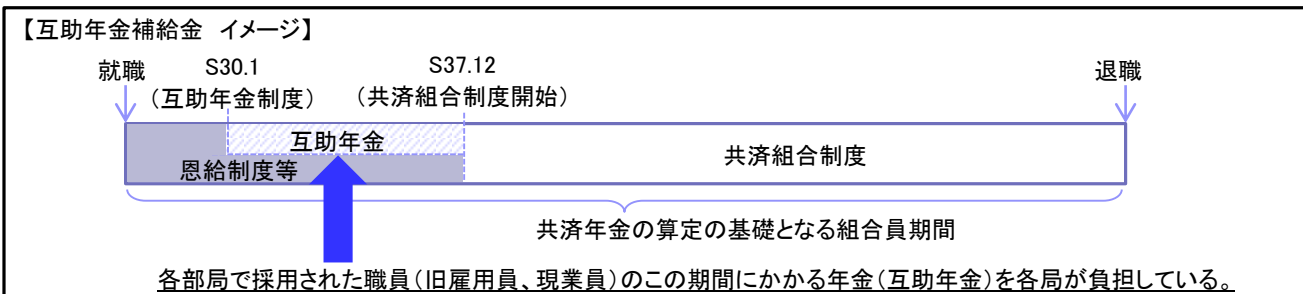 【互助年金補給金 イメージ】
就職 S30.1 S37.12 退職
（互助年金制度） （共済組合制度開始）
互助年金
共済組合制度
恩給制度等
共済年金の算定の基礎となる組合員期間
各部局で採用された職員（旧雇用員、現業員）のこの期間にかかる年金（互助年金）を各局が負担している。